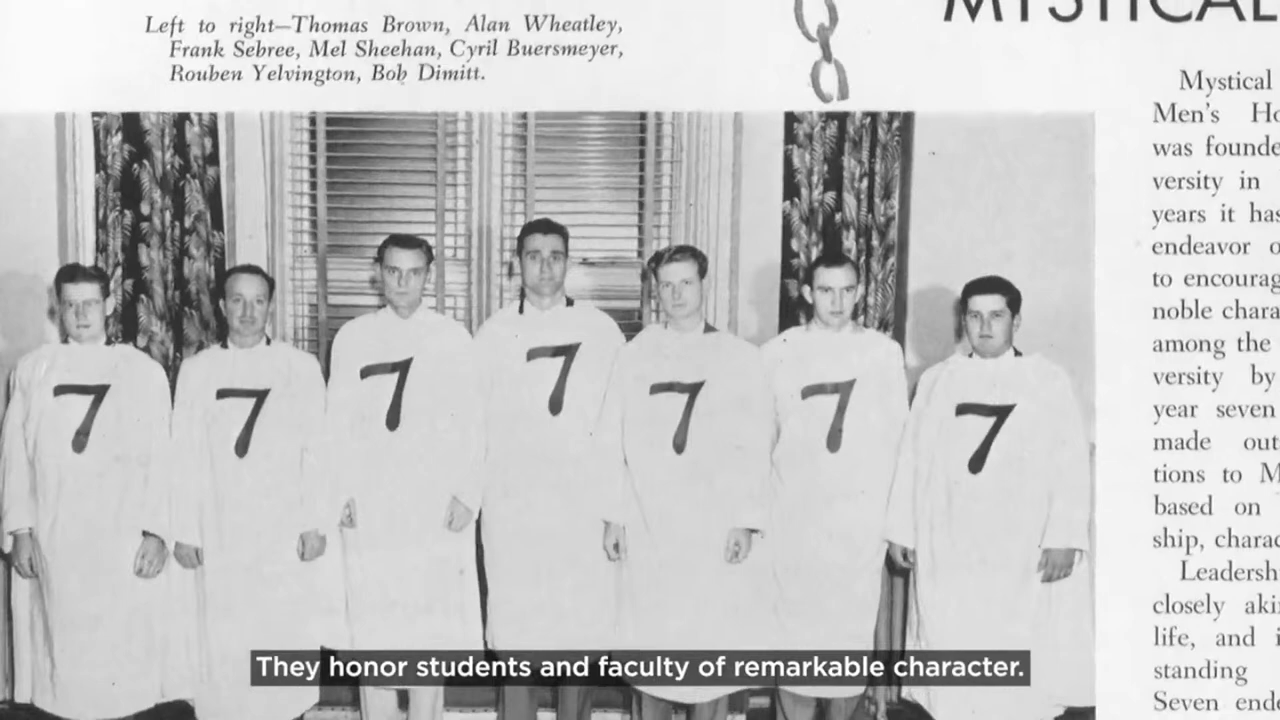 Left to right—Thomas Brown, Alan Wheatley,
Frank Sebree, Mel Sheehan, Cyril Buersmeyer,
Rouben Yelvington, Bob Dimitt.
MYSTICAL
Mystical
Men's Ho
was founde
versity in
years it has
endeavor o
to encourag
noble chara
among the
versity by
year seven
made out
tions to M
based on
ship, charac
Leadersh
closely aki
life, and i
standing
Seven end
7 7 7 7 7 7 7
They honor students and faculty of remarkable character.